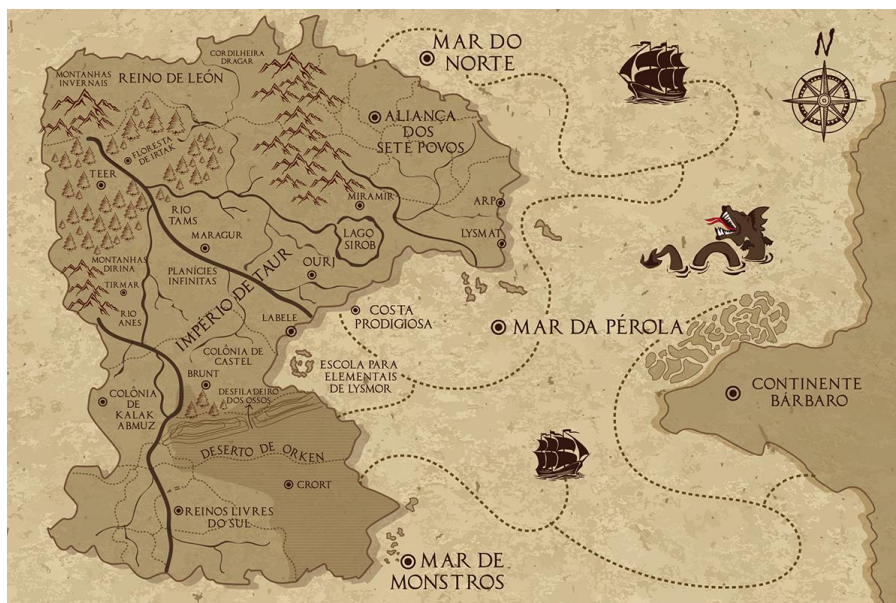 MAR DO
NORTE
N
CORDILHEIRA
DRAGAR
MONTANHAS
INVERNAIS
REINO DE LEÓN
ALIANÇA
DOS
SETE POVOS
FLORESTA
DE IRTAK
TEER
MIRAMIR
ARP
RIO
TAMS
LAGO
SIROB
LYSMAT
MARAGUR
MONTANHAS
DIRINA
PLANÍCIES
INFINITAS
OURJ
IMPÉRIO DE TAUR
TIRMAR
RIO
ANES
LABELE
COSTA
PRODIGIOSA
MAR DA PÉROLA
COLÔNIA DE
CASTEL
ESCOLA PARA
ELEMENTAIS
DE LYSMOR
BRUNT
DESFILADEIRO
DOS OSSOS
CONTINENTE
BÁRBARO
COLÔNIA
DE
KALAK
ABMUZ
DESERTO DE ORKEN
CRORT
REINOS LIVRES
DO SUL
MAR DE
MONSTROS